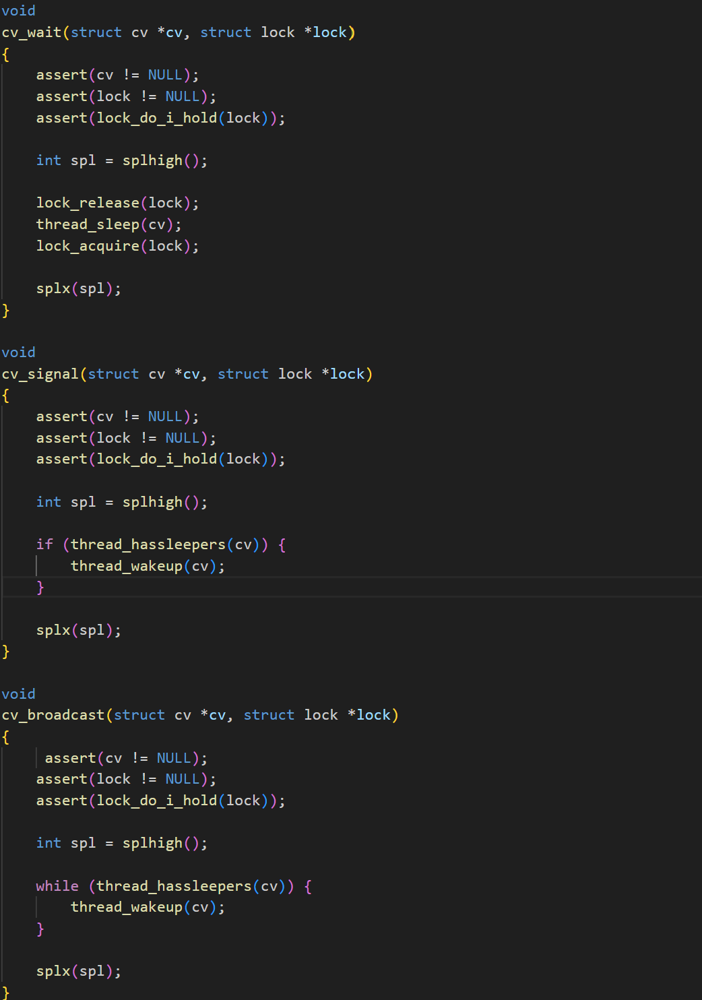 void
cv_wait(struct cv *cv, struct lock *lock)
{
    assert(cv != NULL);
    assert(lock != NULL);
    assert(lock_do_i_hold(lock));

    int spl = splhigh();

    lock_release(lock);
    thread_sleep(cv);
    lock_acquire(lock);

    splx(spl);
}

void
cv_signal(struct cv *cv, struct lock *lock)
{
    assert(cv != NULL);
    assert(lock != NULL);
    assert(lock_do_i_hold(lock));

    int spl = splhigh();

    if (thread_hassleepers(cv)) {
        thread_wakeup(cv);
    }

    splx(spl);
}

void
cv_broadcast(struct cv *cv, struct lock *lock)
{
     assert(cv != NULL);
    assert(lock != NULL);
    assert(lock_do_i_hold(lock));

    int spl = splhigh();

    while (thread_hassleepers(cv)) {
        thread_wakeup(cv);
    }

    splx(spl);
}